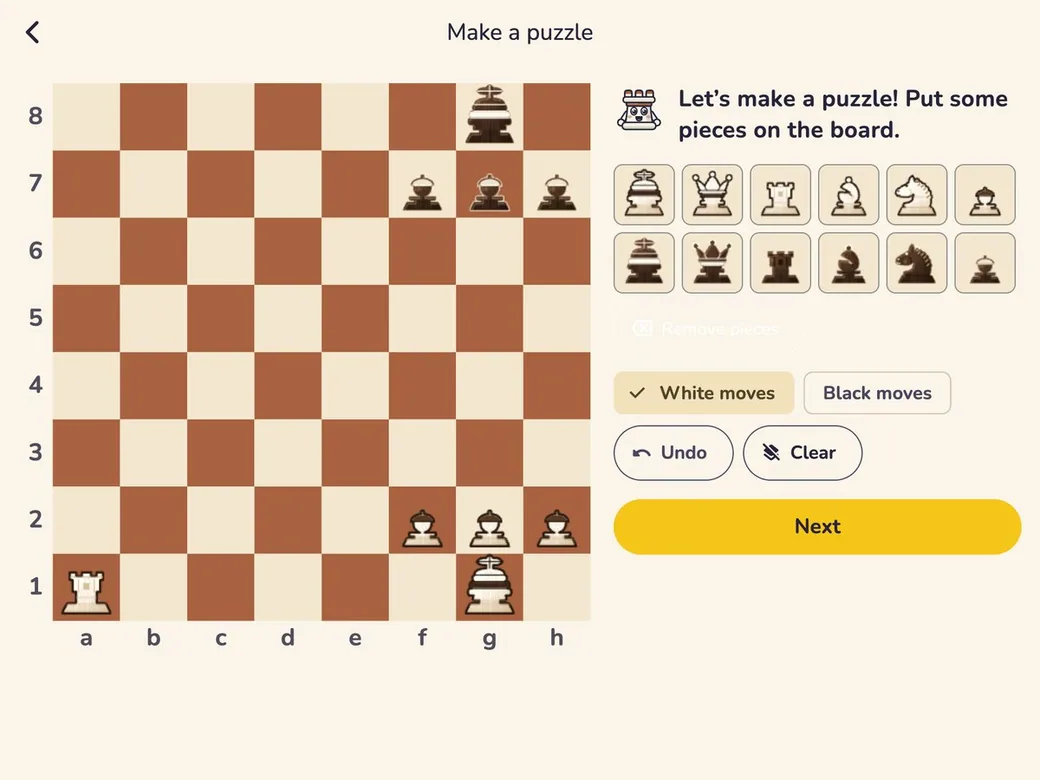 Make a puzzle
8
7
6
5
4
3
2
1
a b c d e f g h
Let's make a puzzle! Put some
pieces on the board.
Remove pieces
White moves
Black moves
Undo
Clear
Next